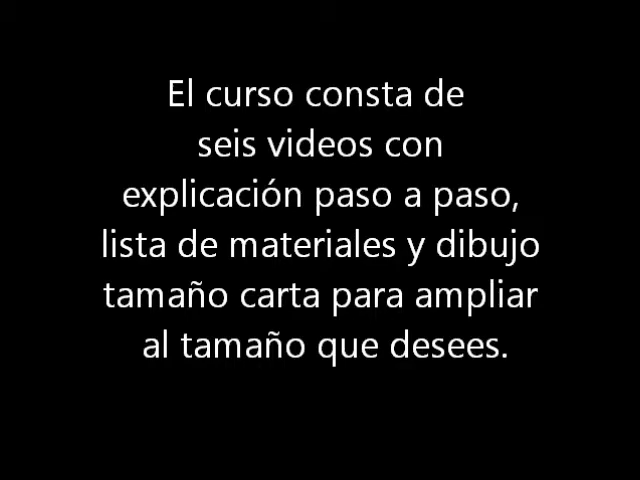 El curso consta de
seis videos con
explicación paso a paso,
lista de materiales y dibujo
tamaño carta para ampliar
al tamaño que desees.